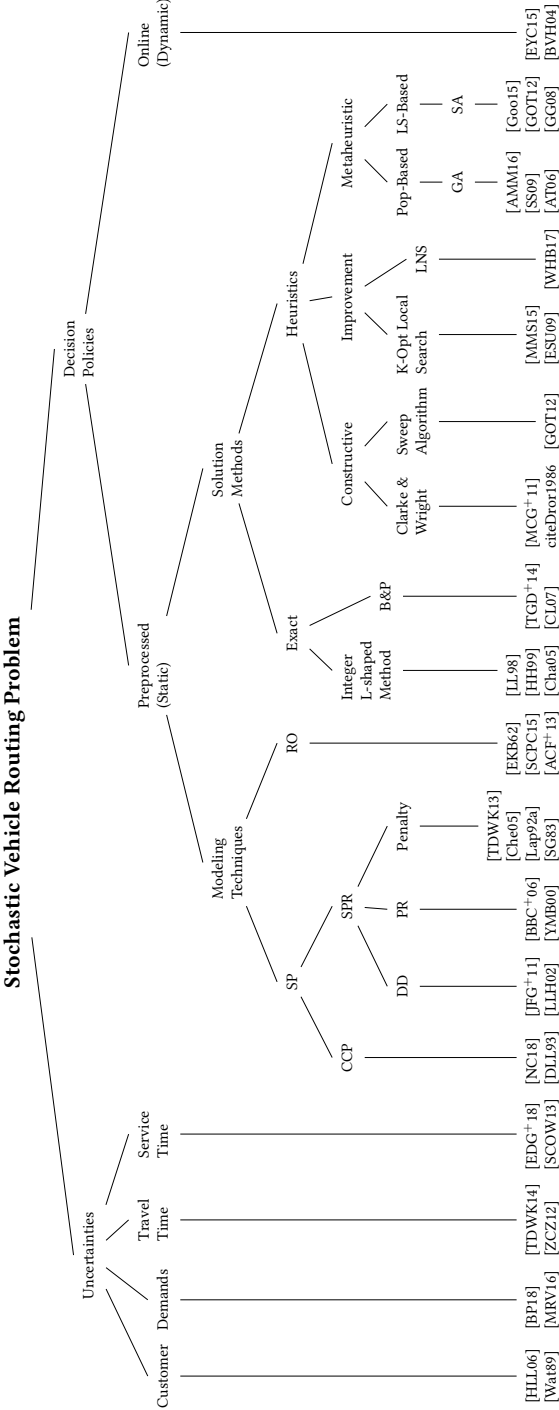 Stochastic Vehicle Routing Problem
Uncertainties
Decision
Policies
Customer
Demands
Travel
Time
Service
Time
Preprocessed
(Static)
Online
(Dynamic)
Modeling
Techniques
Solution
Methods
SP
RO
Exact
Heuristics
CCP
SPR
Integer
L-shaped
Method
B&P
Constructive
Improvement
Metaheuristic
DD
PR
Penalty
Clarke &
Wright
Sweep
Algorithm
K-Opt Local
Search
LNS
Pop-Based
LS-Based
GA
SA
[HLL06]
[Wat89]
[BP18]
[MRV16]
[TDWK14]
[ZCZ12]
[EDG+18]
[SCOW13]
[NC18]
[DLL93]
[JFG+11]
[LLH02]
[BBC+06]
[YMB00]
[TDWK13]
[Che05]
[Lap92a]
[SG83]
[EKB62]
[SCPC15]
[ACF+13]
[LL98]
[HH99]
[Cha05]
[TGD+14]
[CL07]
[MCG+11]
citeDror1986
[GOT12]
[MMS15]
[ESU09]
[WHB17]
[AMM16]
[SS09]
[AT06]
[Goo15]
[GOT12]
[GG08]
[EYC15]
[BVH04]